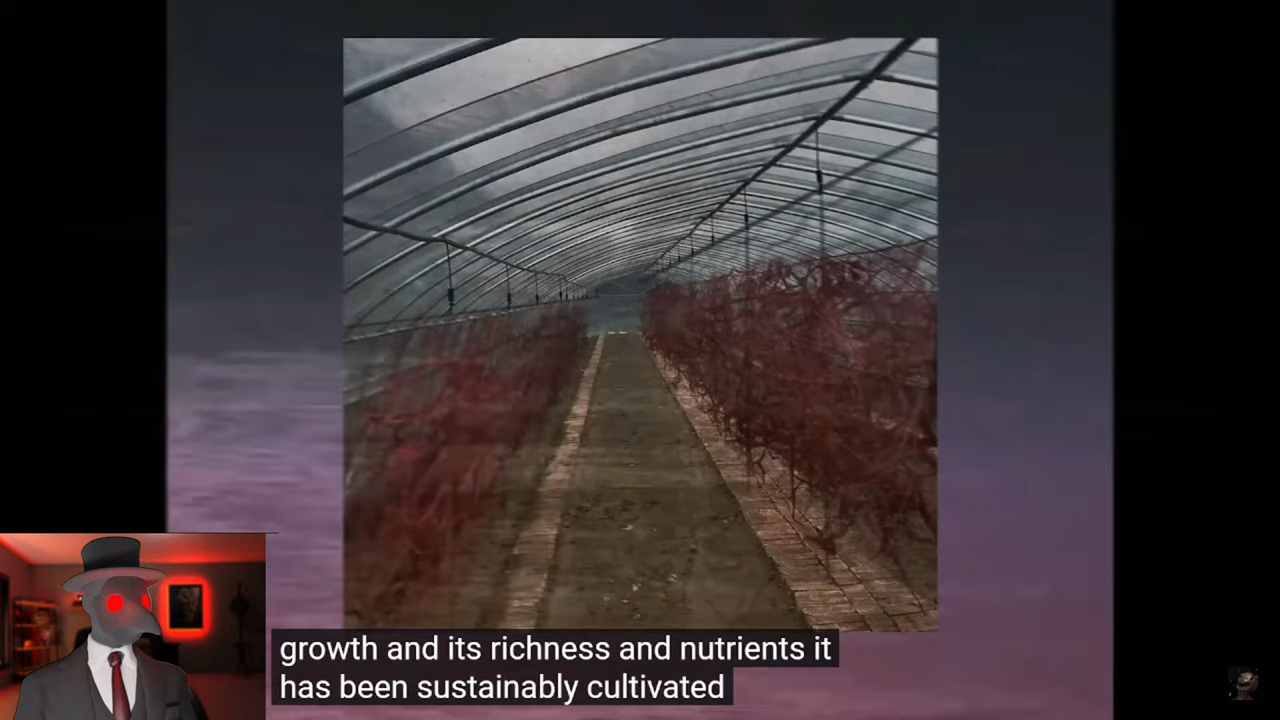 growth and its richness and nutrients it
has been sustainably cultivated